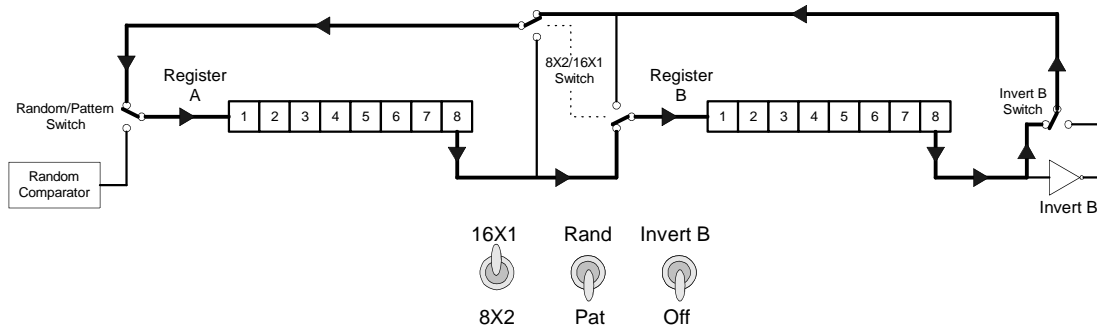 8X2/16X1
Switch
Register
A
Register
B
Random/Pattern
Switch
Invert B
Switch
1 2 3 4 5 6 7 8
1 2 3 4 5 6 7 8
Random
Comparator
Invert B
16X1 Rand Invert B
8X2 Pat Off